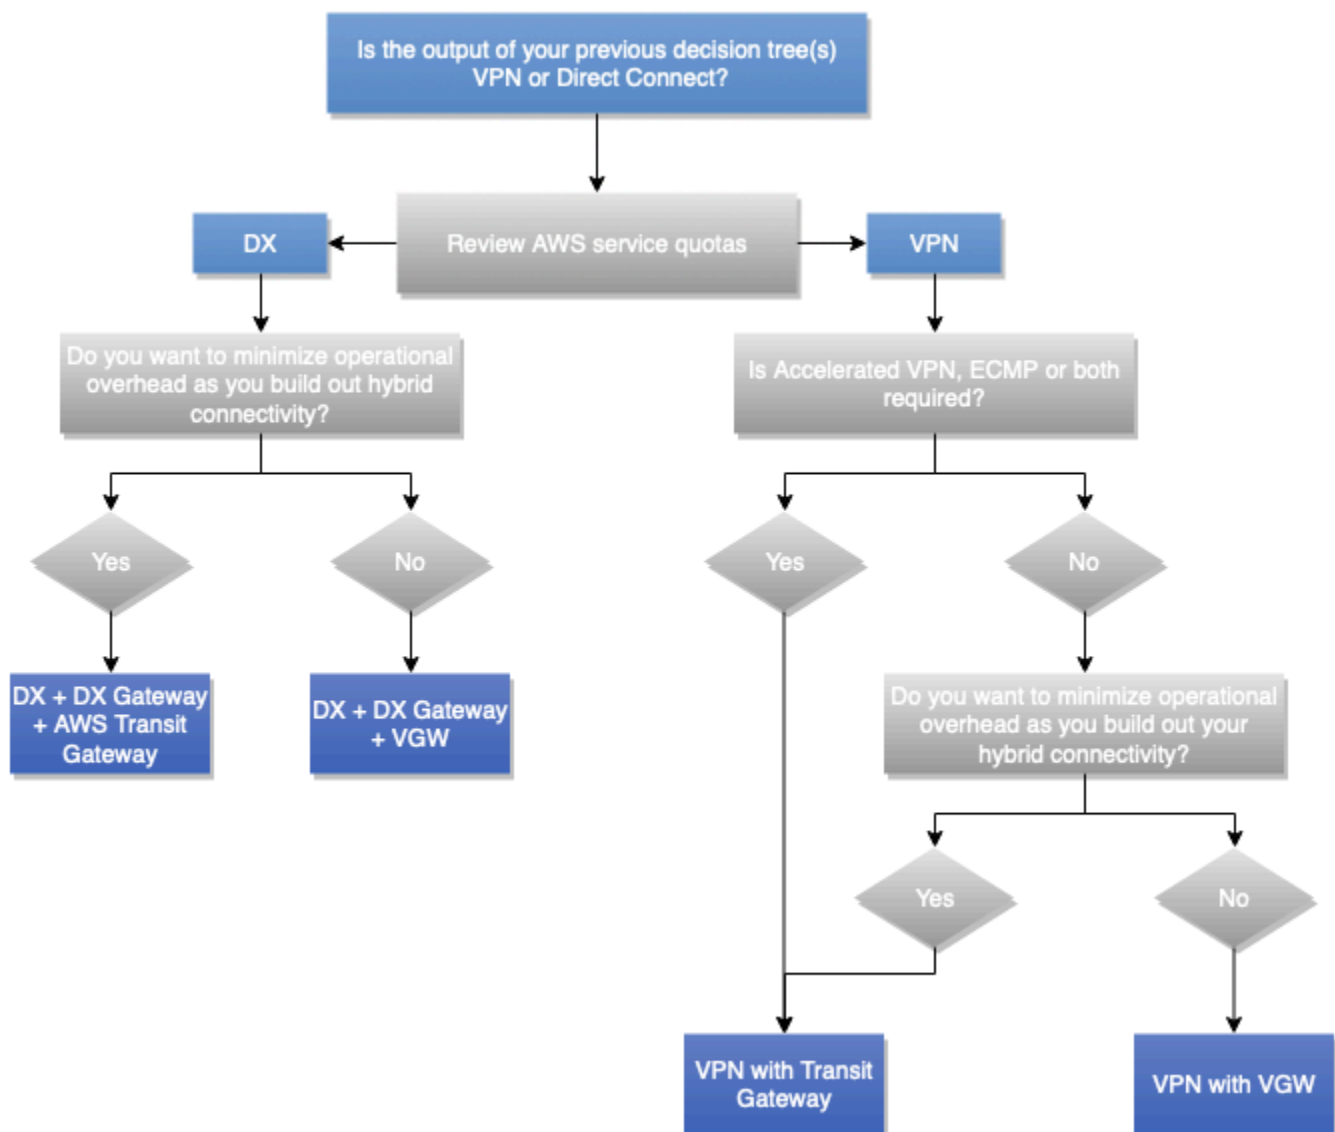 Is the output of your previous decision tree(s)
VPN or Direct Connect?
DX
Review AWS service quotas
VPN
Do you want to minimize operational
overhead as you build out hybrid
connectivity?
Is Accelerated VPN, ECMP or both
required?
Yes
No
Yes
No
DX + DX Gateway
+ AWS Transit
Gateway
DX + DX Gateway
+ VGW
Do you want to minimize operational
overhead as you build out your
hybrid connectivity?
Yes
No
VPN with Transit
Gateway
VPN with VGW